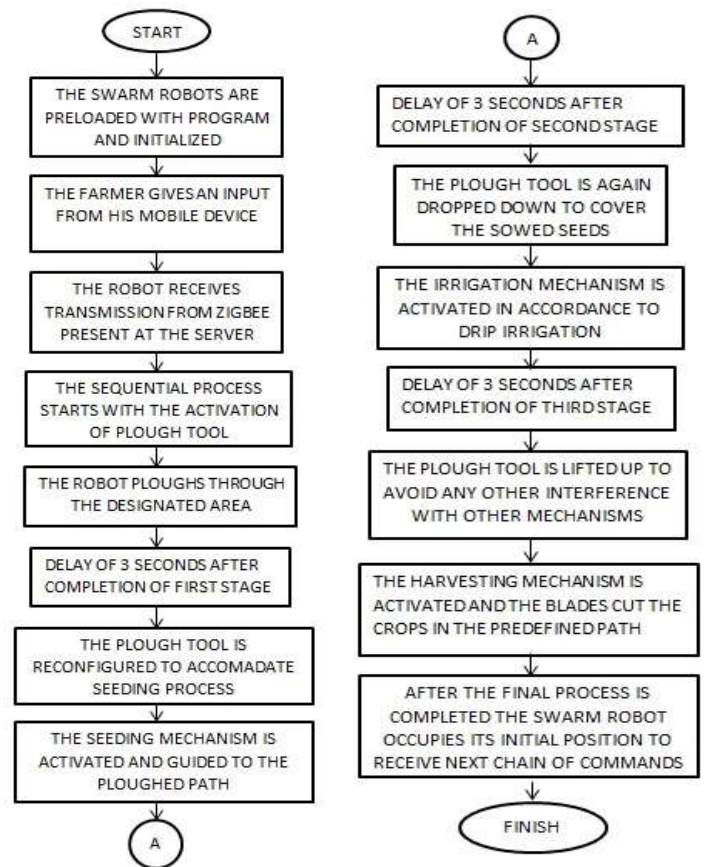 START
THE SWARM ROBOTS ARE
PRELOADED WITH PROGRAM
AND INITIALIZED
THE FARMER GIVES AN INPUT
FROM HIS MOBILE DEVICE
THE ROBOT RECEIVES
TRANSMISSION FROM ZIGBEE
PRESENT AT THE SERVER
THE SEQUENTIAL PROCESS
STARTS WITH THE ACTIVATION
OF PLOUGH TOOL
THE ROBOT PLOUGHS THROUGH
THE DESIGNATED AREA
DELAY OF 3 SECONDS AFTER
COMPLETION OF FIRST STAGE
THE PLOUGH TOOL IS
RECONFIGURED TO ACCOMADATE
SEEDING PROCESS
THE SEEDING MECHANISM IS
ACTIVATED AND GUIDED TO THE
PLOUGHED PATH
A
A
DELAY OF 3 SECONDS AFTER
COMPLETION OF SECOND STAGE
THE PLOUGH TOOL IS AGAIN
DROPPED DOWN TO COVER
THE SOWED SEEDS
THE IRRIGATION MECHANISM IS
ACTIVATED IN ACCORDANCE TO
DRIP IRRIGATION
DELAY OF 3 SECONDS AFTER
COMPLETION OF THIRD STAGE
THE PLOUGH TOOL IS LIFTED UP TO
AVOID ANY OTHER INTERFERENCE
WITH OTHER MECHANISMS
THE HARVESTING MECHANISM IS
ACTIVATED AND THE BLADES CUT THE
CROPS IN THE PREDEFINED PATH
AFTER THE FINAL PROCESS IS
COMPLETED THE SWARM ROBOT
OCCUPIES ITS INITIAL POSITION TO
RECEIVE NEXT CHAIN OF COMMANDS
FINISH